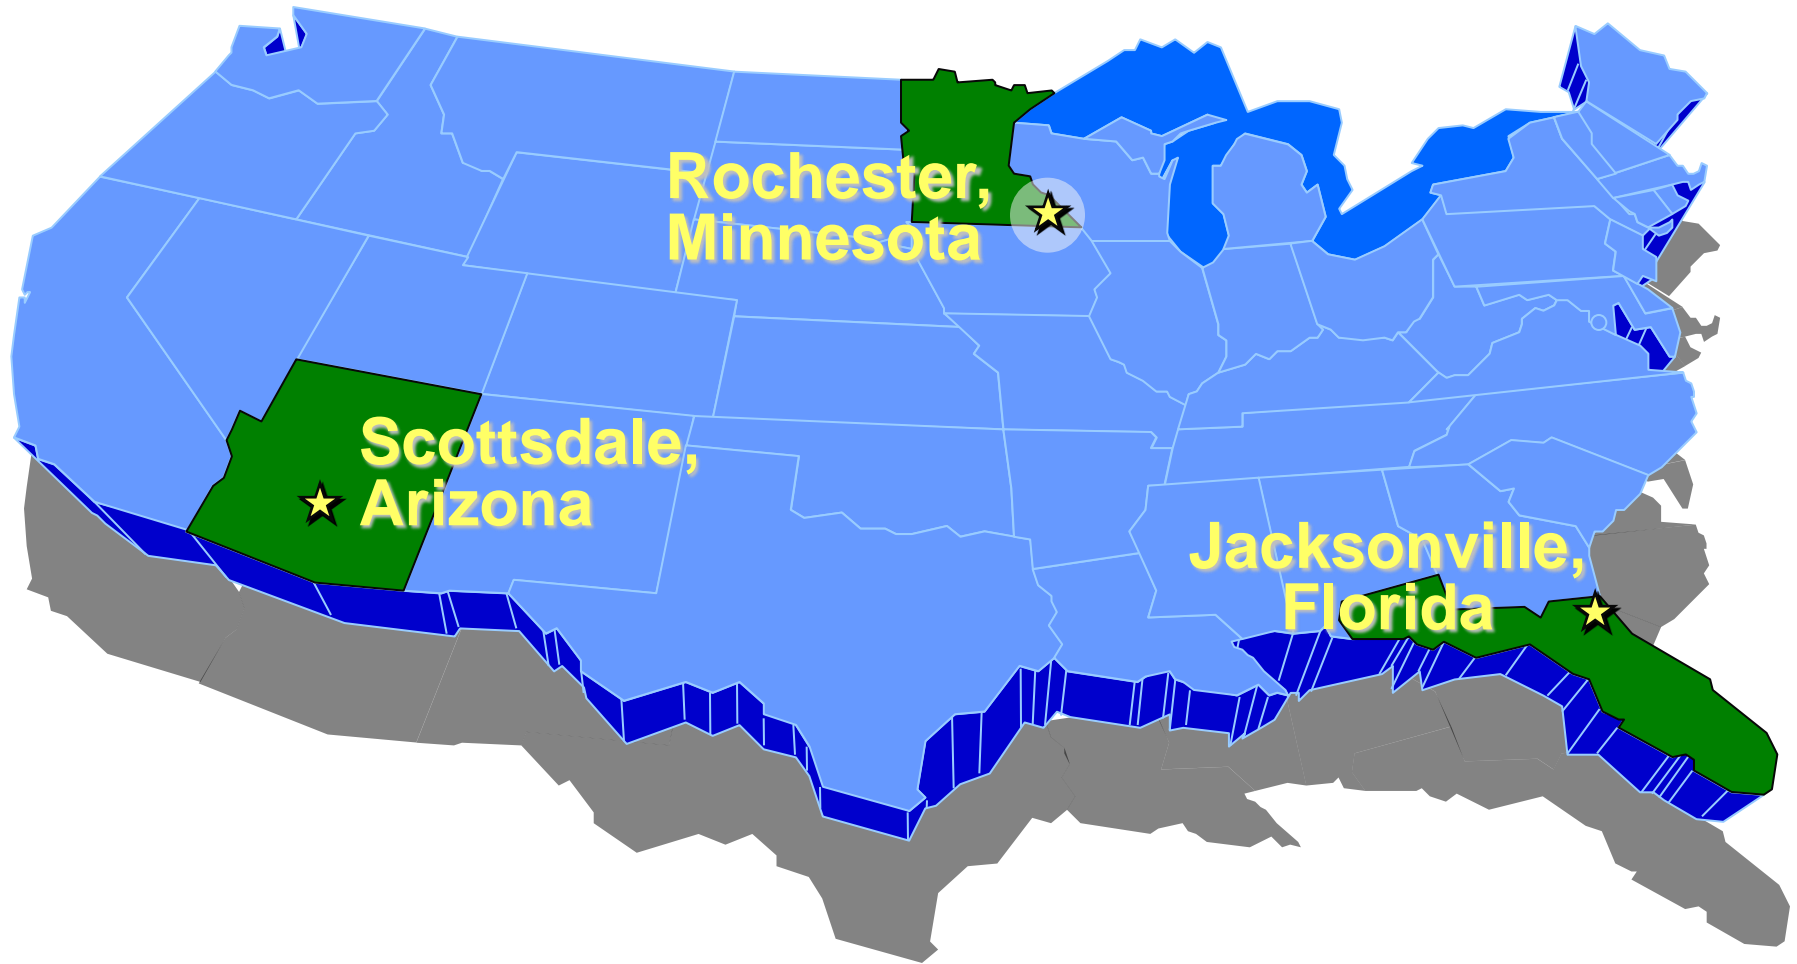 Rochester,
Minnesota
Scottsdale,
Arizona
Jacksonville,
Florida